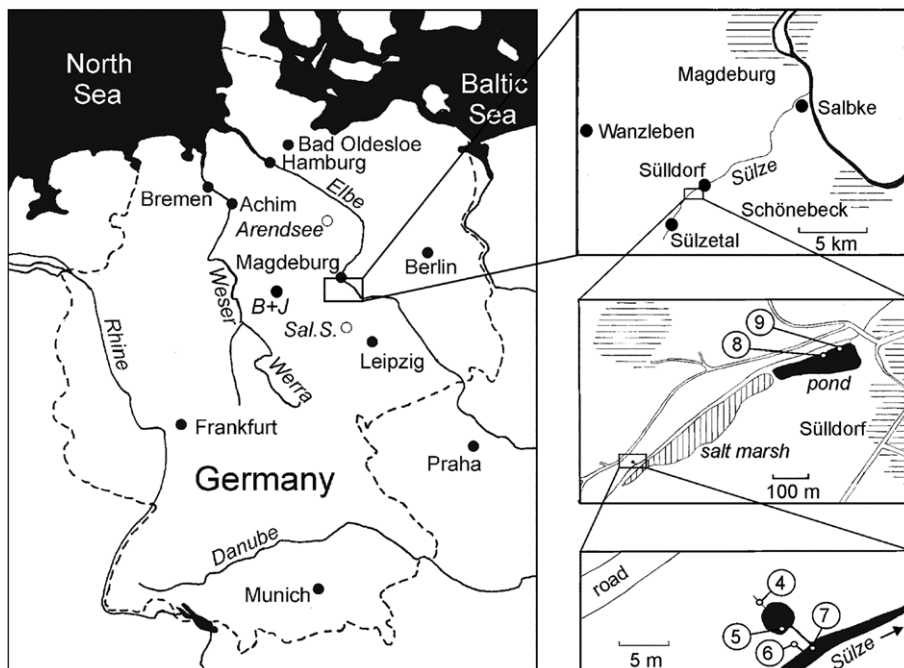 North
Sea
Baltic
Sea
Bad Oldesloe
Hamburg
Bremen
Achim
Elbe
Arendsee
Magdeburg
Berlin
B+J
Weser
Sal.S.
Leipzig
Rhine
Werra
Frankfurt
Praha
Germany
Danube
Munich
Magdeburg
Salbke
Wanzleben
Sülldorf
Sülze
Schönebeck
Sülzetal
5 km
9
8
pond
Sülldorf
salt marsh
100 m
road
4
5
7
6
5 m
Sülze